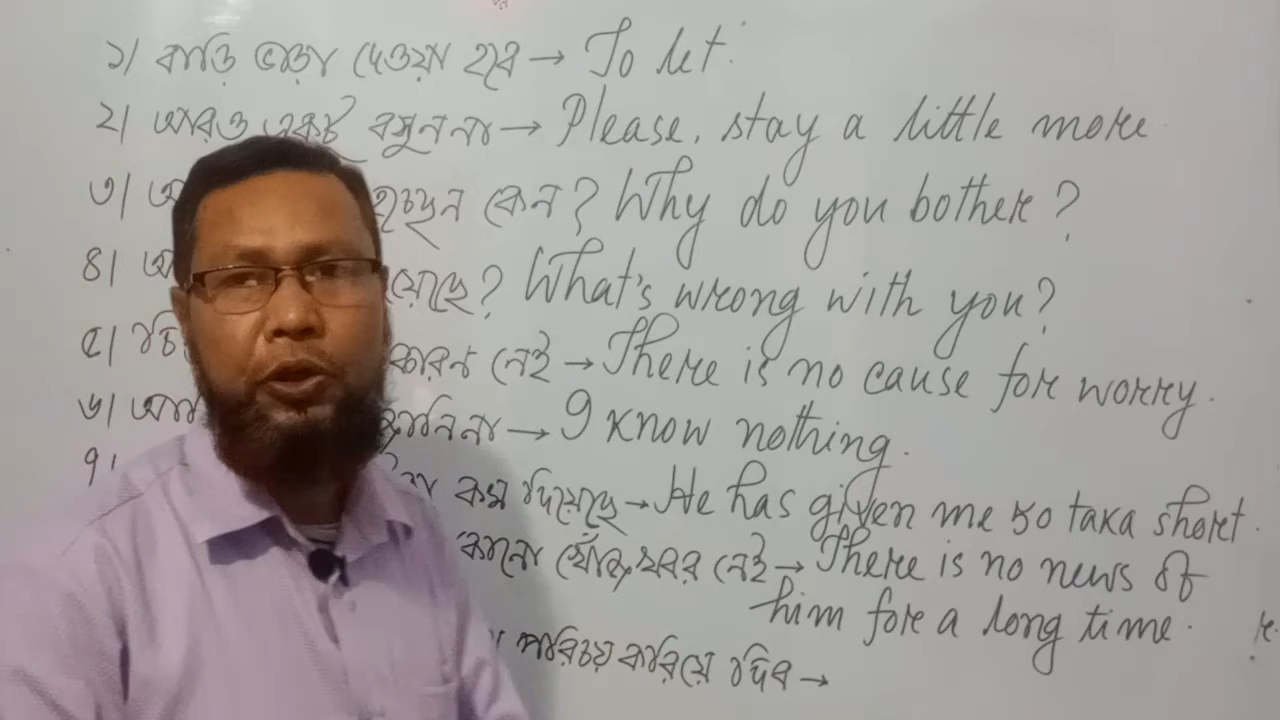 ১| বাড়ি ভাড়া দেওয়া হবে → To let.
২| আরও একটু বসুন না → Please, stay a little more
৩| হচ্ছেন কেন? Why do you bother?
৪| য়েছে? What's wrong with you?
৫| কারণ নেই → There is no cause for worry.
৬| জানিনা → I know nothing.
৭| কম দিয়েছে → He has given me 50 taka short.
কোনো খোঁজ খবর নেই → There is no news of
him for a long time.
পরিচয় করিয়ে দিব →